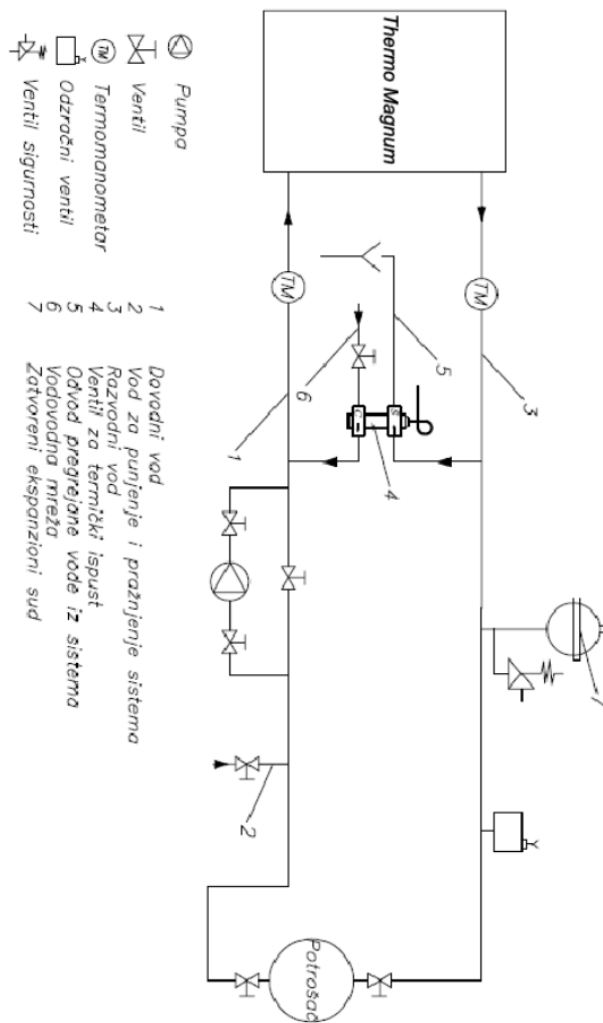 7
3
TM
5
S
4
C
6
1
TM
Thermo Magnum
2
Potrošač
Pumpa
Ventil
TM Termomanometar
Odzračni ventil
Ventil sigurnosti
1 Dovodni vod
2 Vod za punjenje i pražnjenje sistema
3 Razvodni vod
4 Ventil za termički ispust
5 Odvod pregrejane vode iz sistema
6 Vodovodna mreža
7 Zatvoreni ekspanzioni sud